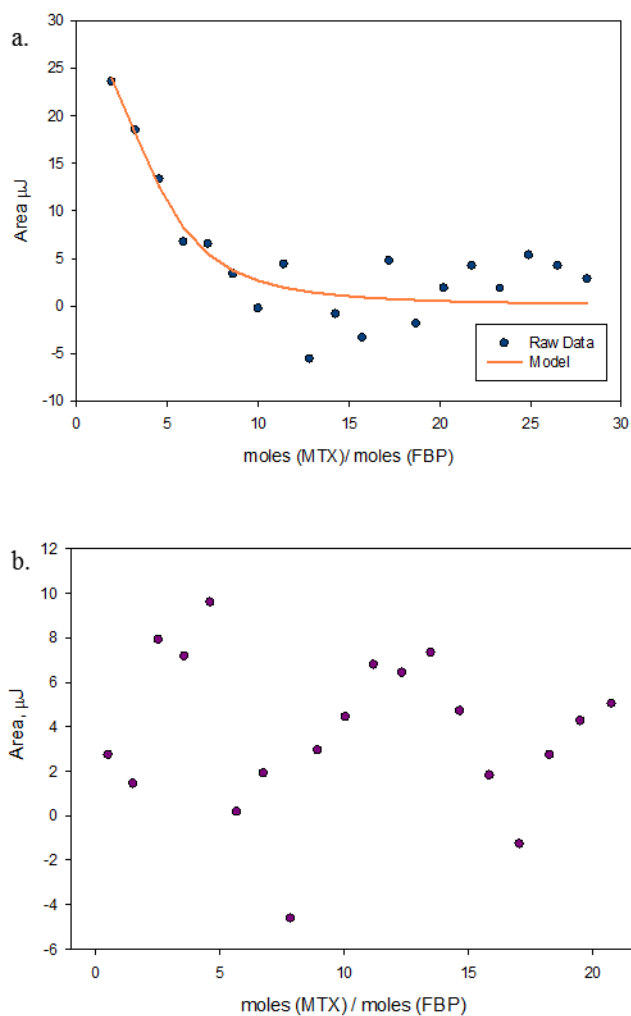 a.
30
25
20
15
10
5
0
-5
-10
Area µJ
Raw Data
Model
0 5 10 15 20 25 30
moles (MTX)/ moles (FBP)
b.
12
10
8
6
4
2
0
-2
-4
-6
Area, µJ
0 5 10 15 20
moles (MTX) / moles (FBP)